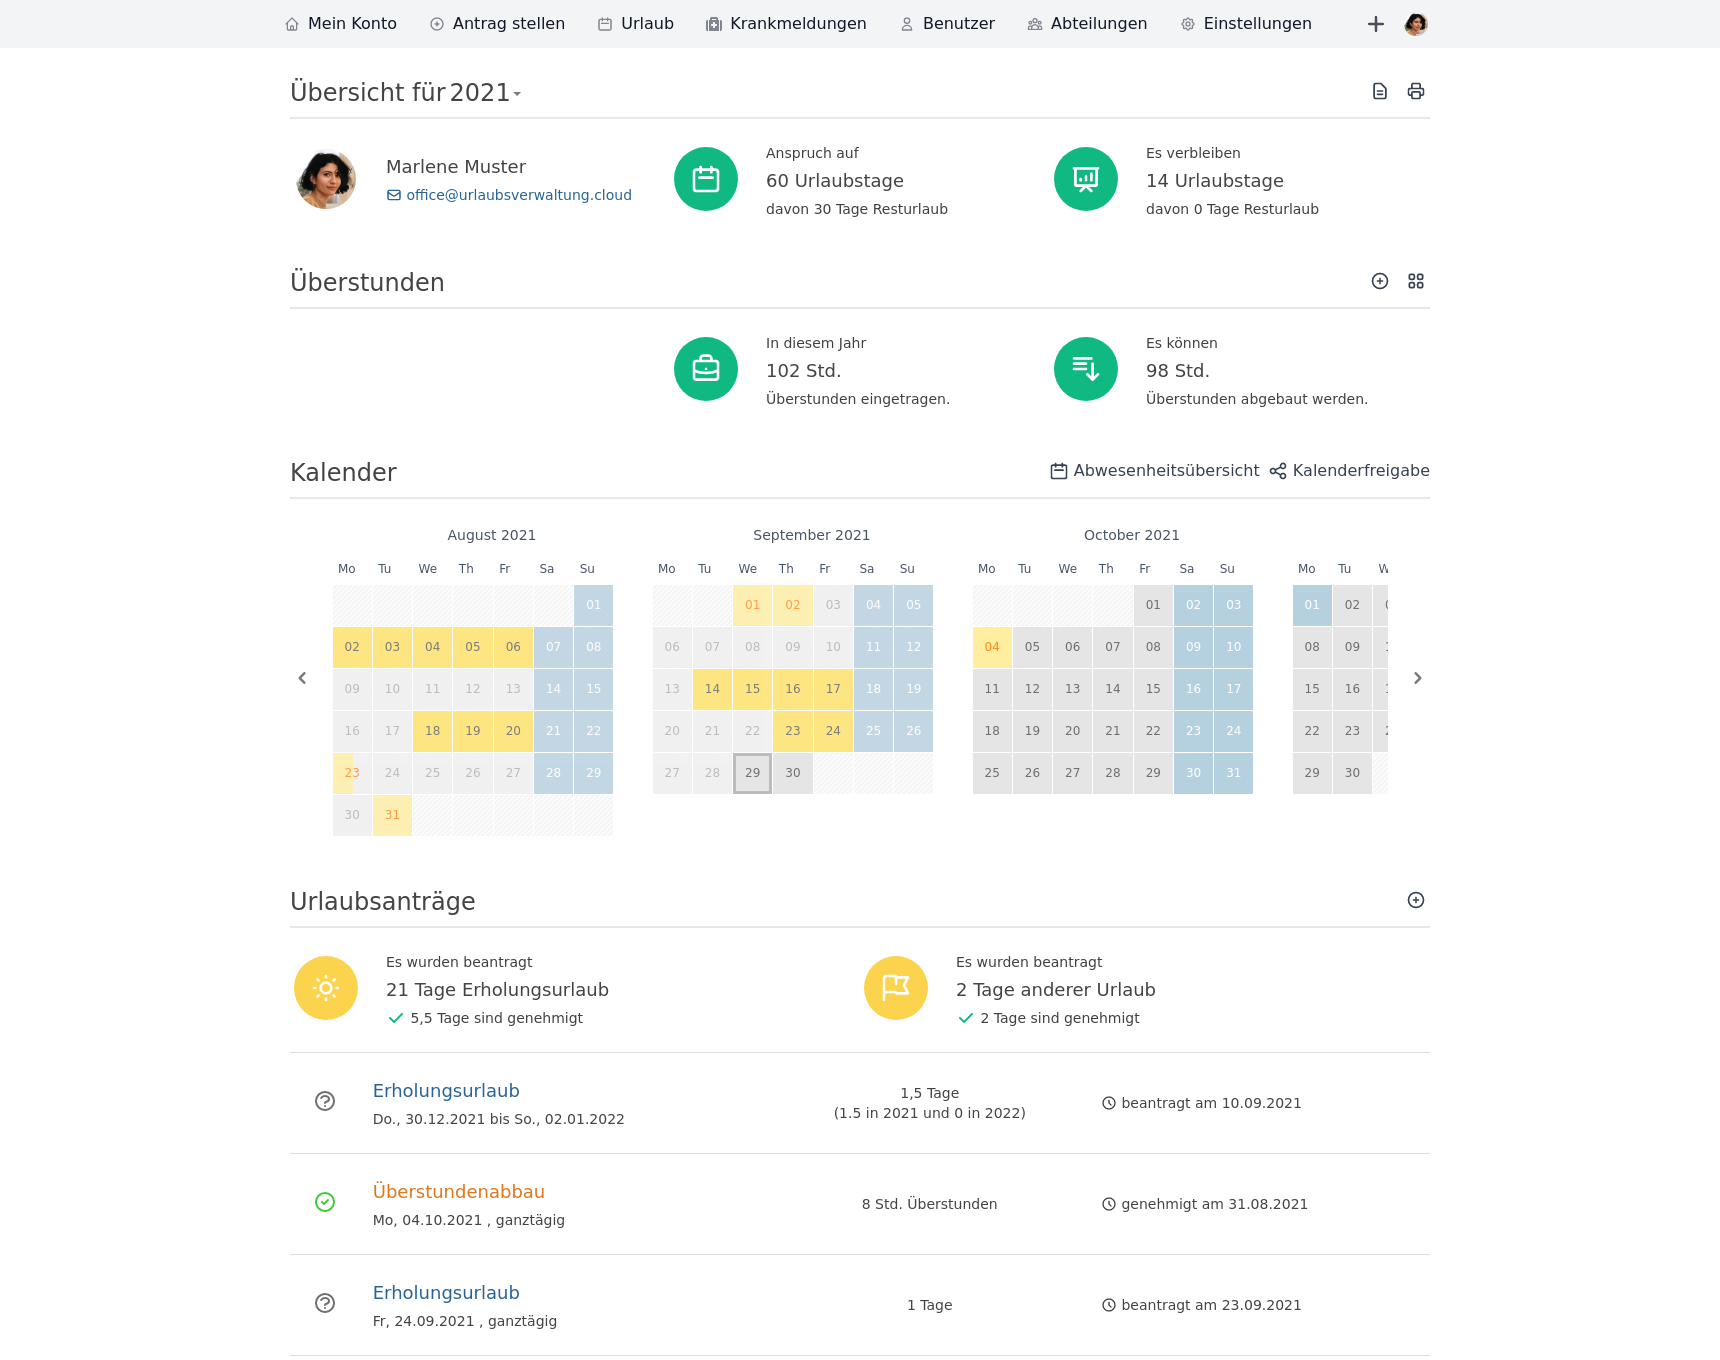 Mein Konto Antrag stellen Urlaub Krankmeldungen Benutzer Abteilungen Einstellungen
Übersicht für 2021
Marlene Muster
office@urlaubsverwaltung.cloud
Anspruch auf
60 Urlaubstage
davon 30 Tage Resturlaub
Es verbleiben
14 Urlaubstage
davon 0 Tage Resturlaub
Überstunden
In diesem Jahr
102 Std.
Überstunden eingetragen.
Es können
98 Std.
Überstunden abgebaut werden.
Kalender
Abwesenheitsübersicht Kalenderfreigabe
August 2021
Mo Tu We Th Fr Sa Su
01
02 03 04 05 06 07 08
09 10 11 12 13 14 15
16 17 18 19 20 21 22
23 24 25 26 27 28 29
30 31
September 2021
Mo Tu We Th Fr Sa Su
01 02 03 04 05
06 07 08 09 10 11 12
13 14 15 16 17 18 19
20 21 22 23 24 25 26
27 28 29 30
October 2021
Mo Tu We Th Fr Sa Su
01 02 03
04 05 06 07 08 09 10
11 12 13 14 15 16 17
18 19 20 21 22 23 24
25 26 27 28 29 30 31
Mo Tu
01 02
08 09
15 16
22 23
29 30
Urlaubsanträge
Es wurden beantragt
21 Tage Erholungsurlaub
5,5 Tage sind genehmigt
Es wurden beantragt
2 Tage anderer Urlaub
2 Tage sind genehmigt
Erholungsurlaub
Do., 30.12.2021 bis So., 02.01.2022
1,5 Tage
(1.5 in 2021 und 0 in 2022)
beantragt am 10.09.2021
Überstundenabbau
Mo, 04.10.2021 , ganztägig
8 Std. Überstunden
genehmigt am 31.08.2021
Erholungsurlaub
Fr, 24.09.2021 , ganztägig
1 Tage
beantragt am 23.09.2021